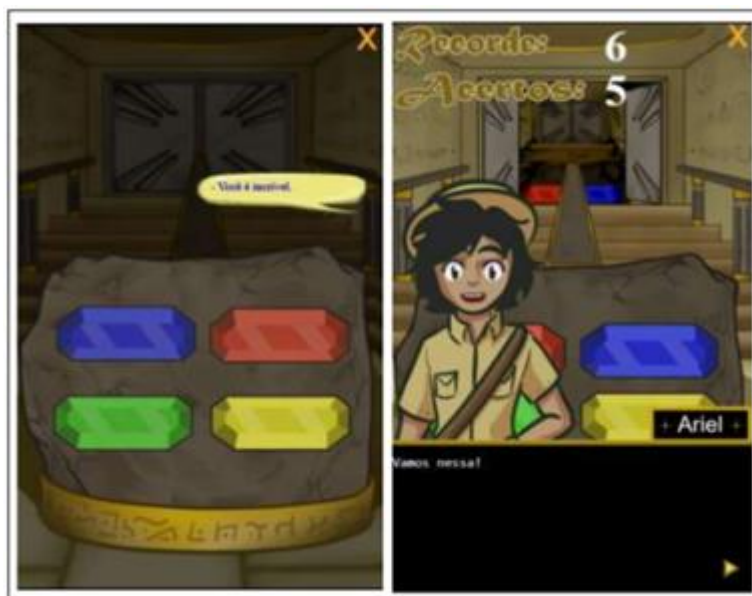 X
- Você é incrível.
Recorde: 6
X
Acertos: 5
+ Ariel +
Vamos nessa!